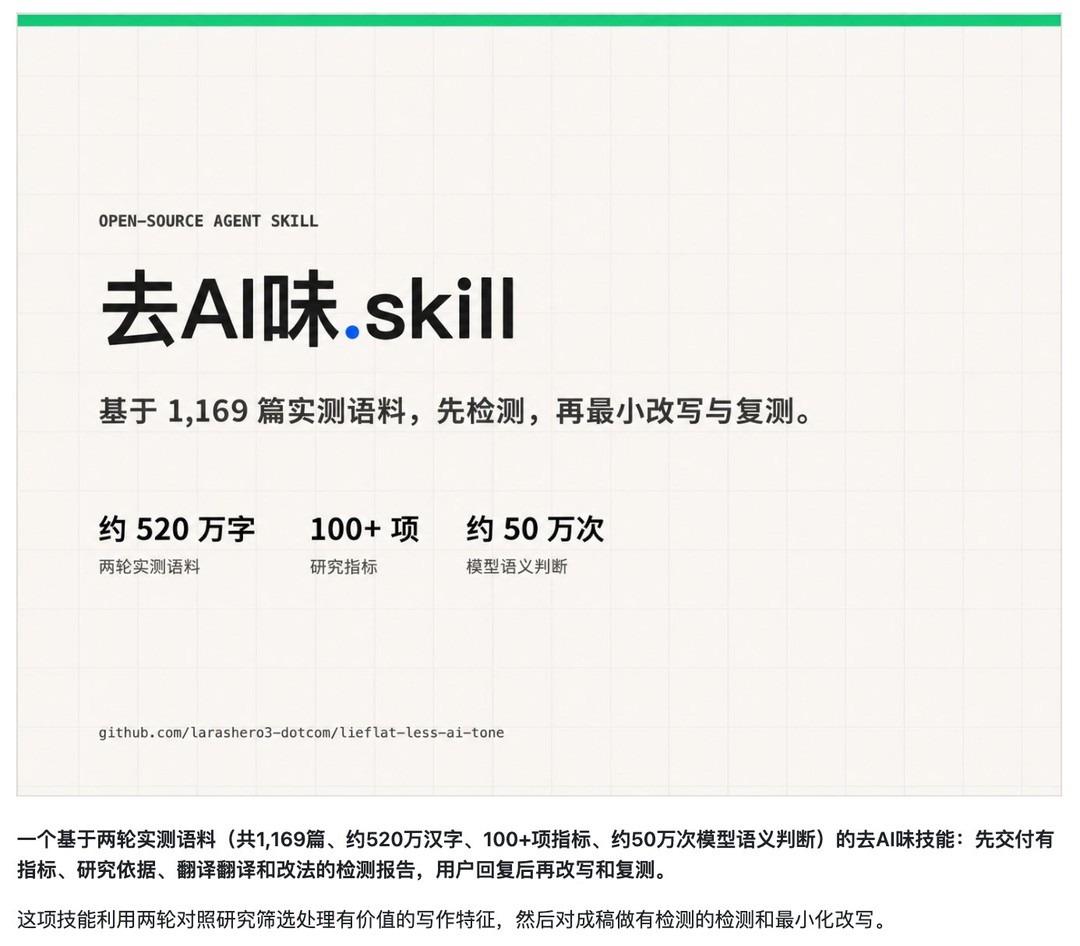 OPEN-SOURCE AGENT SKILL
去AI味.skill
基于 1,169 篇实测语料，先检测，再最小改写与复测。
约 520 万字 100+ 项 约 50 万次
两轮实测语料 研究指标 模型语义判断
github.com/larashero3-dotcom/lieflat-less-ai-tone
一个基于两轮实测语料（共1,169篇、约520万汉字、100+项指标、约50万次模型语义判断）的去AI味技能：先交付有
指标、研究依据、翻译翻译和改法的检测报告，用户回复后再改写和复测。
这项技能利用两轮对照研究筛选处理有价值的写作特征，然后对成稿做有检测的检测和最小化改写。